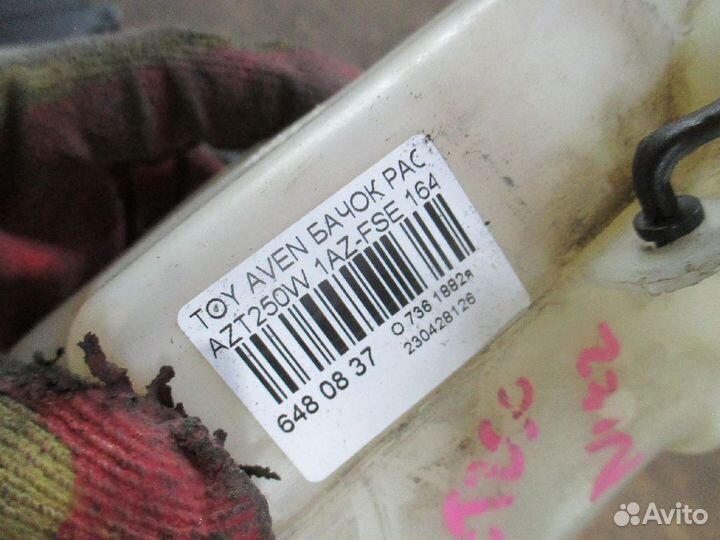 TOY AVEN БАЧОК РАС
AZT250W 1AZ-FSE 164
648 08 37
O 736 1882я
230428126
Avito